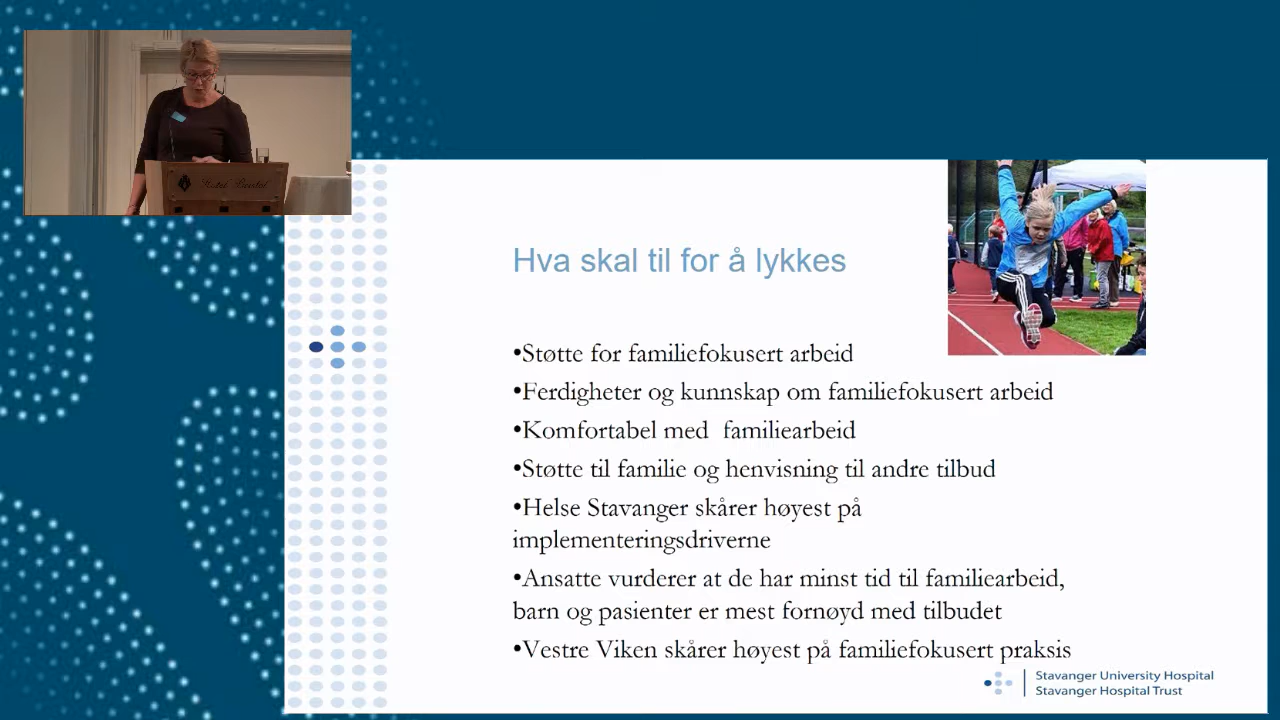 Hva skal til for å lykkes
•Støtte for familiefokusert arbeid
•Ferdigheter og kunnskap om familiefokusert arbeid
•Komfortabel med familiearbeid
•Støtte til familie og henvisning til andre tilbud
•Helse Stavanger skårer høyest på
implementeringsdriverne
•Ansatte vurderer at de har minst tid til familiearbeid,
barn og pasienter er mest fornøyd med tilbudet
•Vestre Viken skårer høyest på familiefokusert praksis
Stavanger University Hospital
Stavanger Hospital Trust